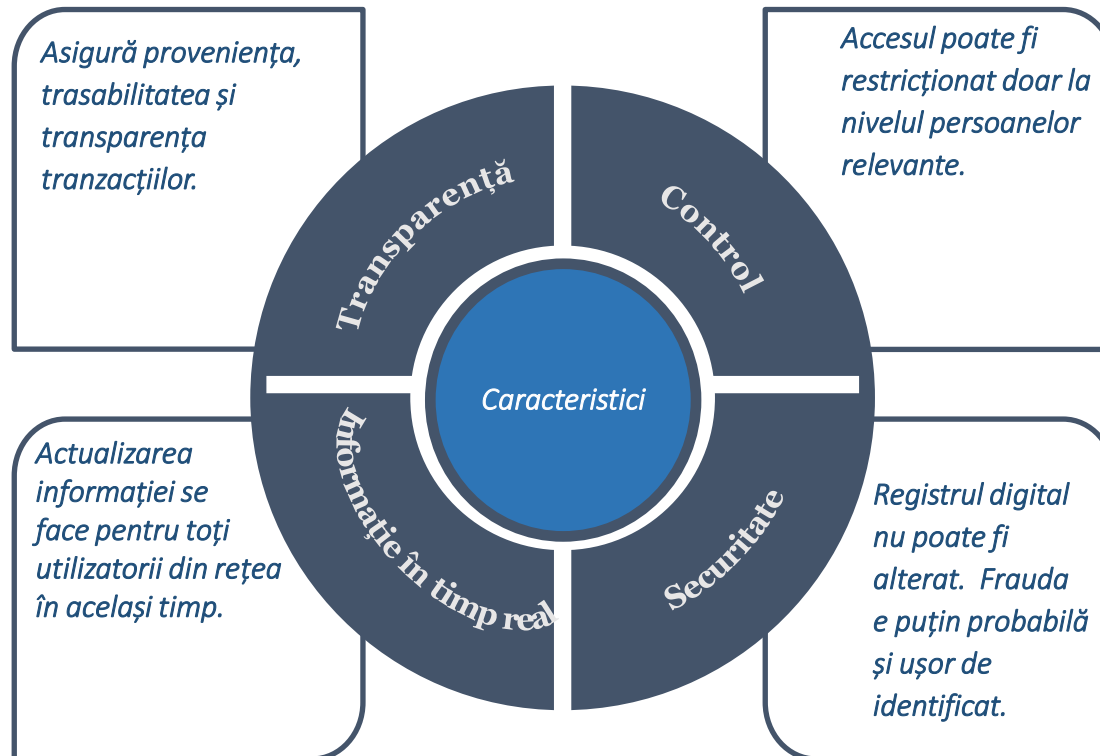 Asigură proveniența,
trasabilitatea și
transparența
tranzacțiilor.
Accesul poate fi
restricționat doar la
nivelul persoanelor
relevante.
Transparență
Control
Caracteristici
Informație în timp real
Securitate
Actualizarea
informației se
face pentru toți
utilizatorii din rețea
în același timp.
Registrul digital
nu poate fi
alterat. Frauda
e puțin probabilă
și ușor de
identificat.